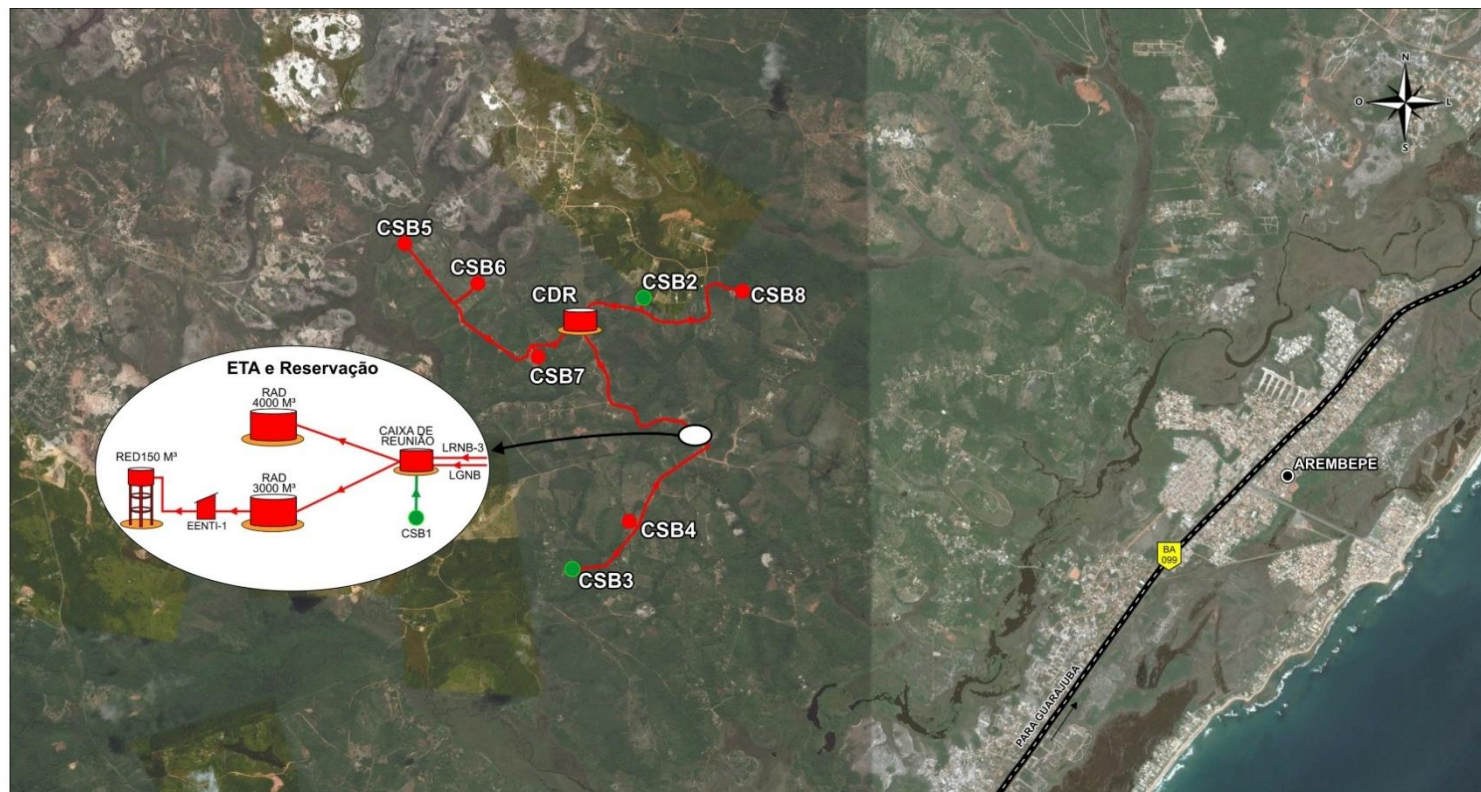 N
O
L
S
CSB5
CSB6
CSB2
CDR
CSB8
CSB7
ETA e Reservação
RAD
4000 M³
CAIXA DE
REUNIÃO
LRNB-3
LGNB
RED150 M³
RAD
3000 M³
EENTI-1
CSB1
CSB4
CSB3
AREMBEPE
BA
099
PARA GUARAJUBA